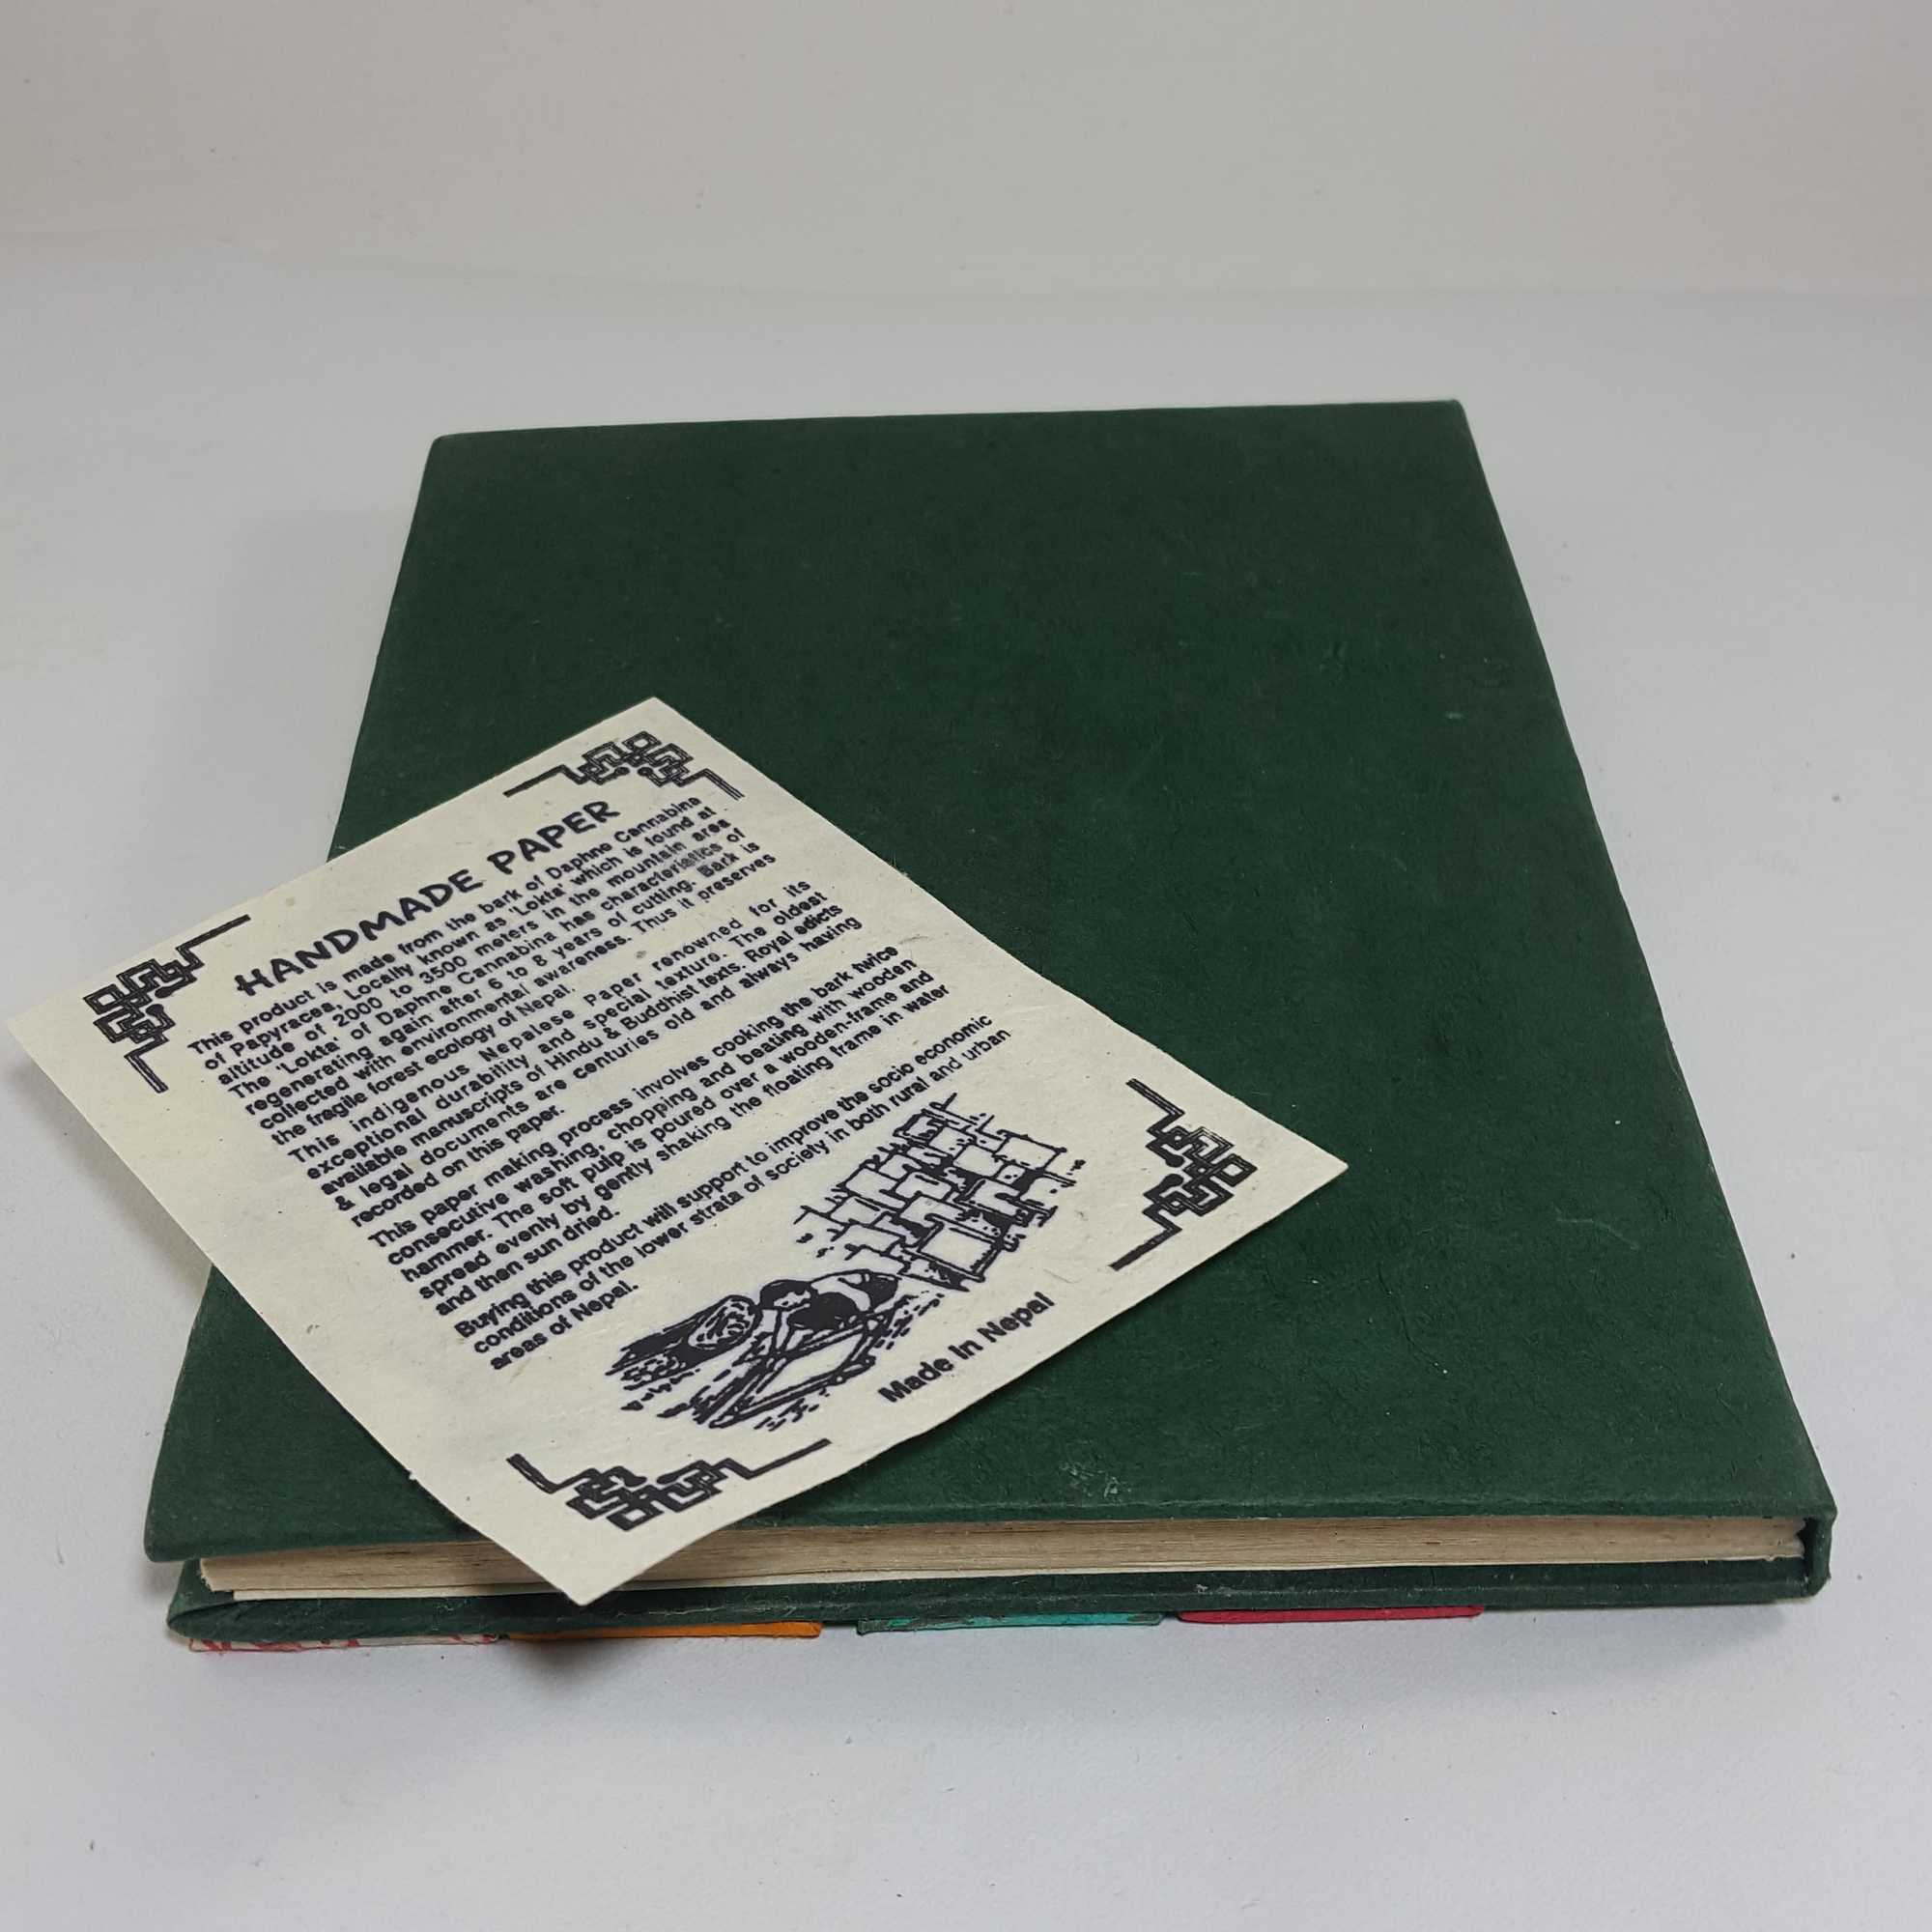 HANDMADE PAPER
This product is made from the bark of Daphne Cannabine
of Papyracea, Locally known as 'Lokta' which is found at
altitude of 2000 to 3500 meters in the mountain area
The 'Lokta' of Daphne Cannabina has characteristics of
regenerating again after 6 to 8 years of cutting. Bark is
collected with environmental awareness. Thus it preserves
the fragile forest ecology of Nepal.
This indigenous Nepalese Paper renowned for its
exceptional durability and special texture. The oldest
available manuscripts of Hindu & Buddhist texts. Royal edicts
& legal documents are centuries old and always having
recorded on this paper.
This paper making process involves cooking the bark twice
consecutive washing, chopping and beating with wooden
hammer. The soft pulp is poured over a wooden-frame and
spread evenly by gently shaking the floating frame in water
and then sun dried.
Buying this product will support to improve the socio economic
conditions of the lower strata of society in both rural and urban
areas of Nepal.
Made in Nepal